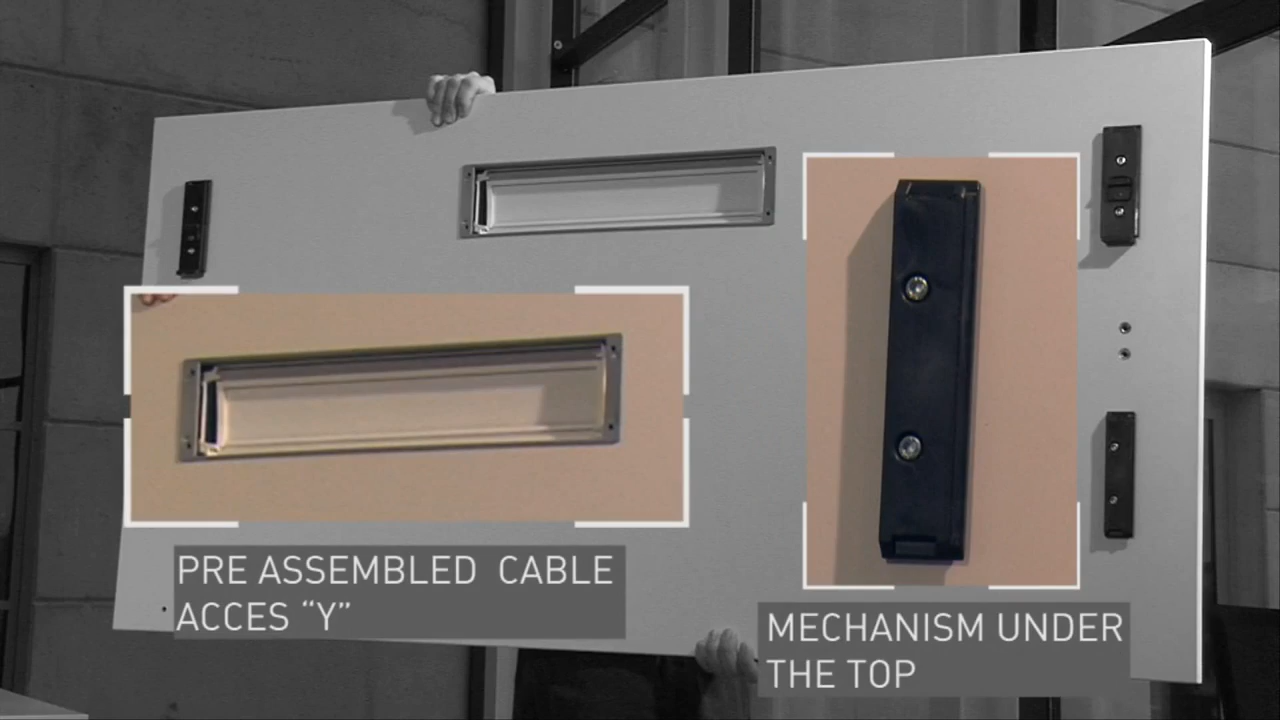 PRE ASSEMBLED CABLE
ACCES “Y”
MECHANISM UNDER
THE TOP